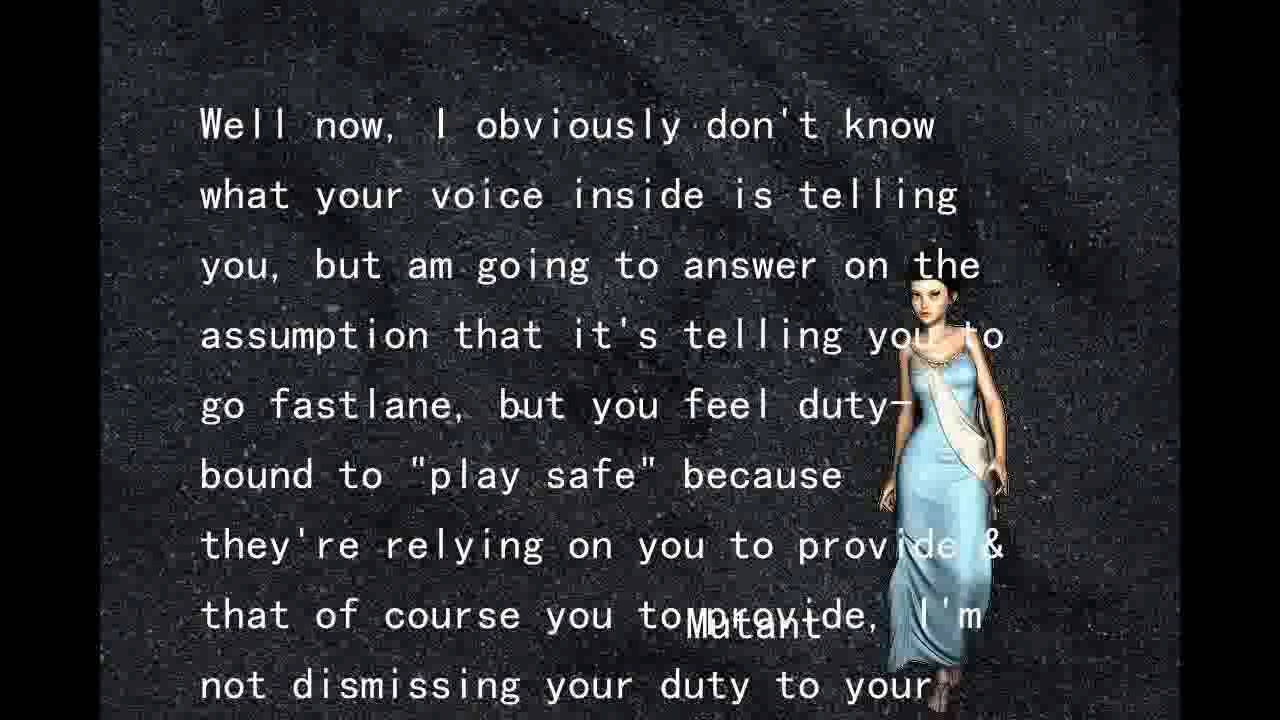 Well now, I obviously don't know
what your voice inside is telling
you, but am going to answer on the
assumption that it's telling you to
go fastlane, but you feel duty-
bound to "play safe" because
they're relying on you to provide &
that of course you to provide, I'm
Mutant
not dismissing your duty to your